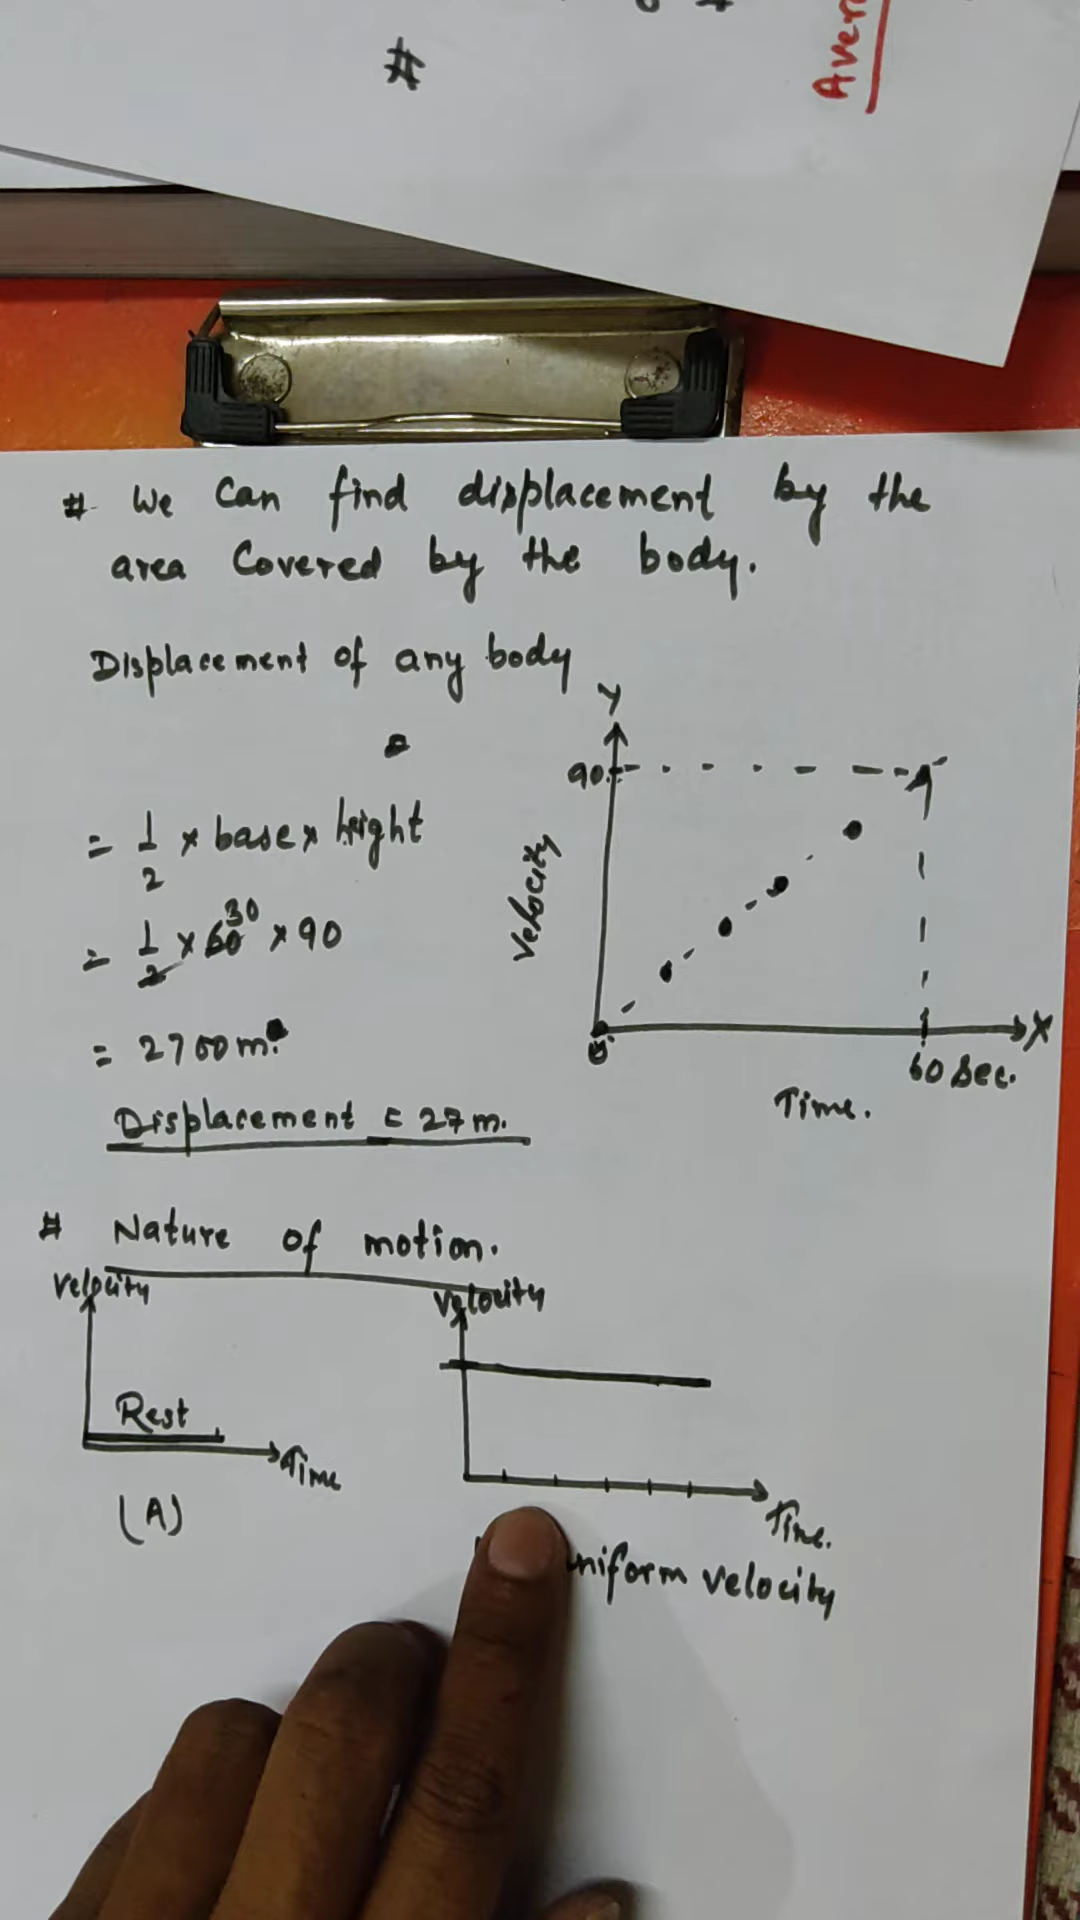 #
Aver
# We Can find displacement by the
area Covered by the body.
Displacement of any body
= 1/2 x base x height
= 1/2 x 60 30 x 90
= 2700 m.
Displacement = 27 m.
Y
90
Velocity
0
60 Sec.
X
Time.
# Nature of motion.
Velocity
Rest
Time
(A)
Velocity
Time.
niform velocity